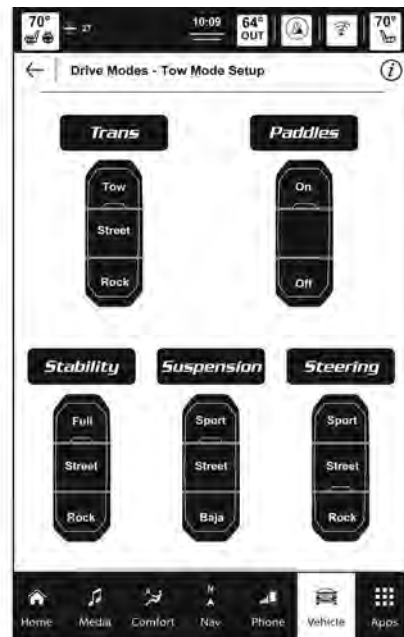 70° 27 10:09 64° OUT 70°
Drive Modes - Tow Mode Setup
Trans Paddles
Tow On
Street
Rock Off
Stability Suspension Steering
Full Sport Sport
Street Street Street
Rock Baja Rock
Home Media Comfort Nav Phone Vehicle Apps